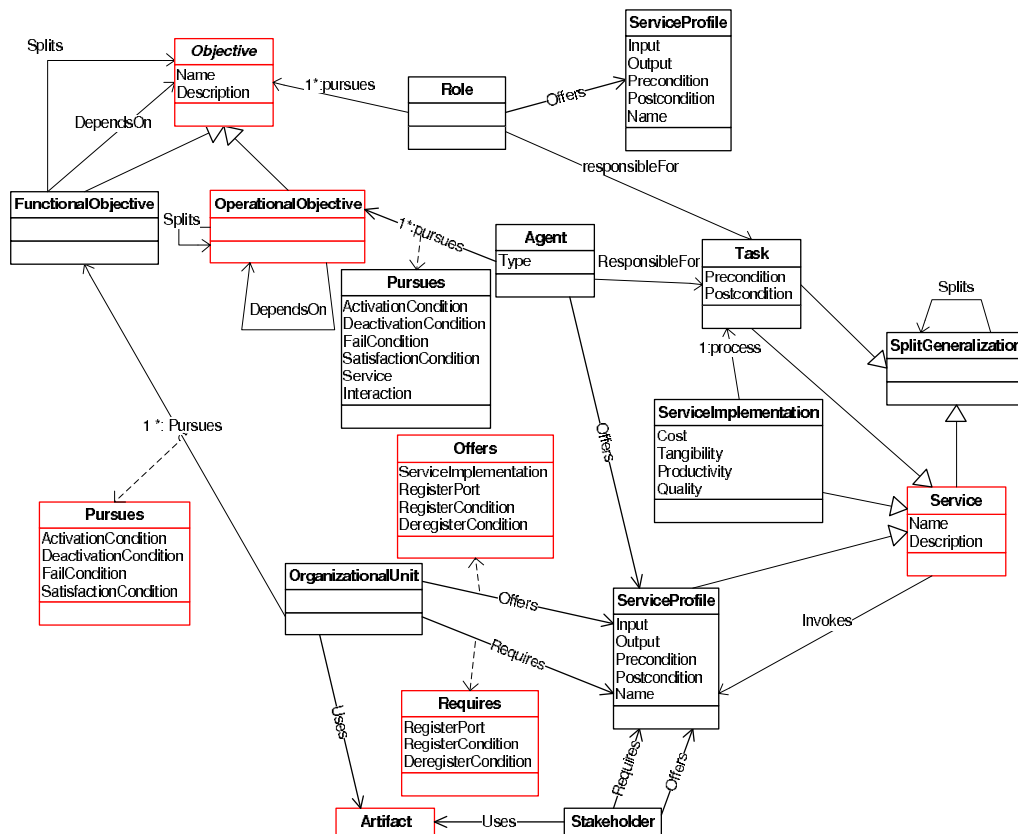 ServiceProfile
Input
Output
Precondition
Postcondition
Name
Splits
Objective
Name
Description
1*:pursues
Role
Offers
DependsOn
responsibleFor
FunctionalObjective
OperationalObjective
Splits
1*:pursues
Agent
Type
ResponsibleFor
Task
Precondition
Postcondition
DependsOn
Pursues
ActivationCondition
DeactivationCondition
FailCondition
SatisfactionCondition
Service
Interaction
Splits
SplitGeneralization
1:process
ServiceImplementation
Cost
Tangibility
Productivity
Quality
1 *: Pursues
Offers
Offers
ServiceImplementation
RegisterPort
RegisterCondition
DeregisterCondition
Service
Name
Description
Pursues
ActivationCondition
DeactivationCondition
FailCondition
SatisfactionCondition
OrganizationalUnit
Offers
Requires
ServiceProfile
Input
Output
Precondition
Postcondition
Name
Invokes
Requires
RegisterPort
RegisterCondition
DeregisterCondition
Uses
Requires
Offers
Artifact
Uses
Stakeholder